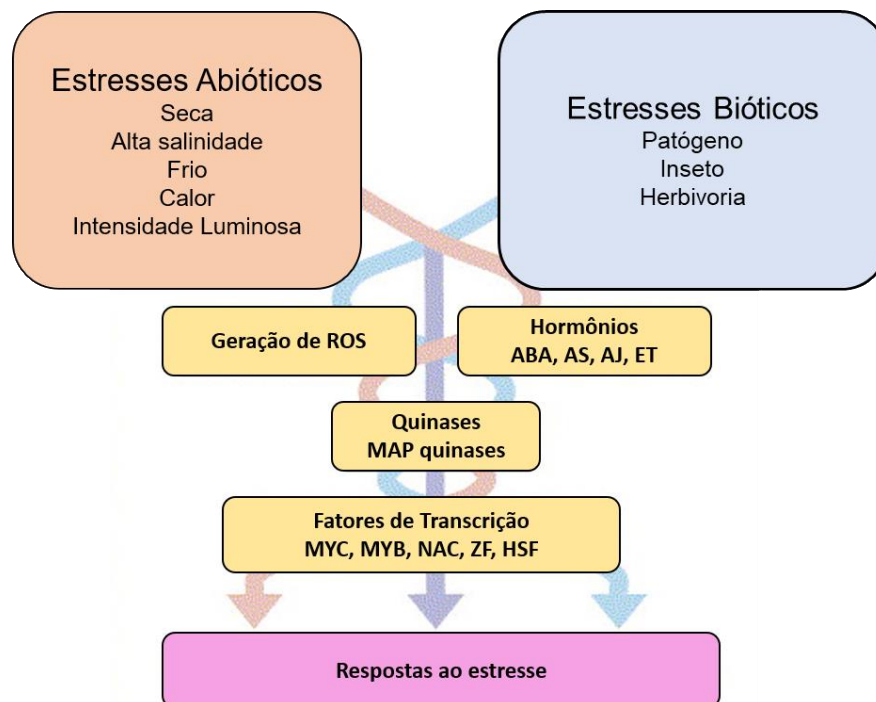 Estresses Abióticos
Seca
Alta salinidade
Frio
Calor
Intensidade Luminosa
Estresses Bióticos
Patógeno
Inseto
Herbivoria
Geração de ROS
Hormônios
ABA, AS, AJ, ET
Quinases
MAP quinases
Fatores de Transcrição
MYC, MYB, NAC, ZF, HSF
Respostas ao estresse